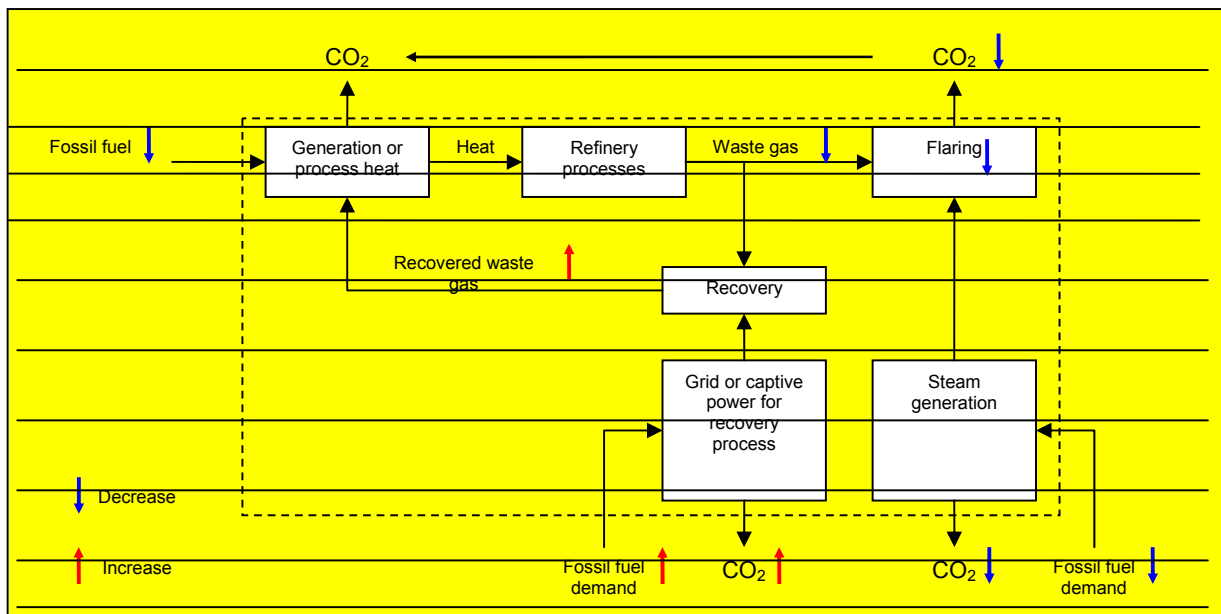 CO₂
CO₂
Fossil fuel
Generation or
process heat
Heat
Refinery
processes
Waste gas
Flaring
Recovered waste
gas
Recovery
Grid or captive
power for
recovery
process
Steam
generation
Decrease
Increase
Fossil fuel
demand
CO₂
CO₂
Fossil fuel
demand